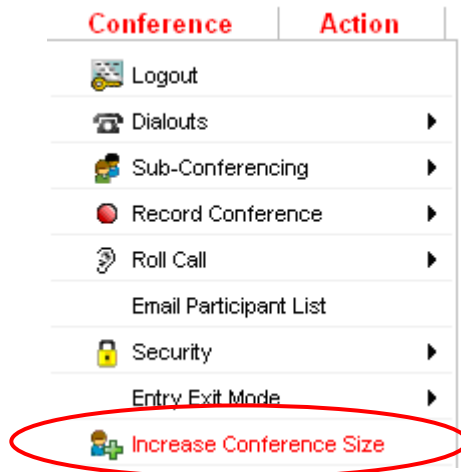 Conference Action
Logout
Dialouts
Sub-Conferencing
Record Conference
Roll Call
Email Participant List
Security
Entry Exit Mode
Increase Conference Size